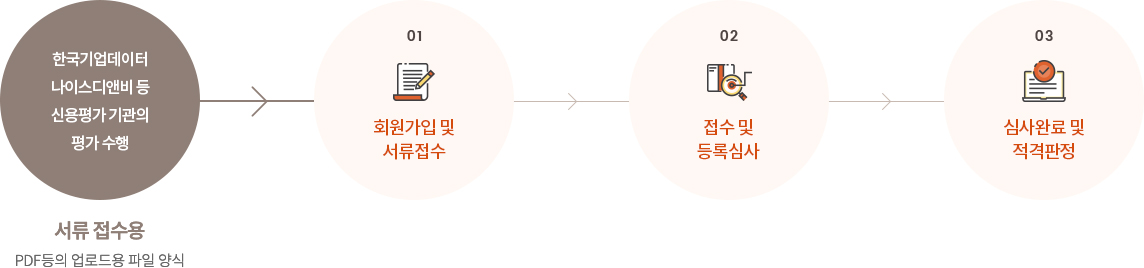 한국기업데이터
나이스디앤비 등
신용평가 기관의
평가 수행
서류 접수용
PDF등의 업로드용 파일 양식
01
회원가입 및
서류접수
02
접수 및
등록심사
03
심사완료 및
적격판정